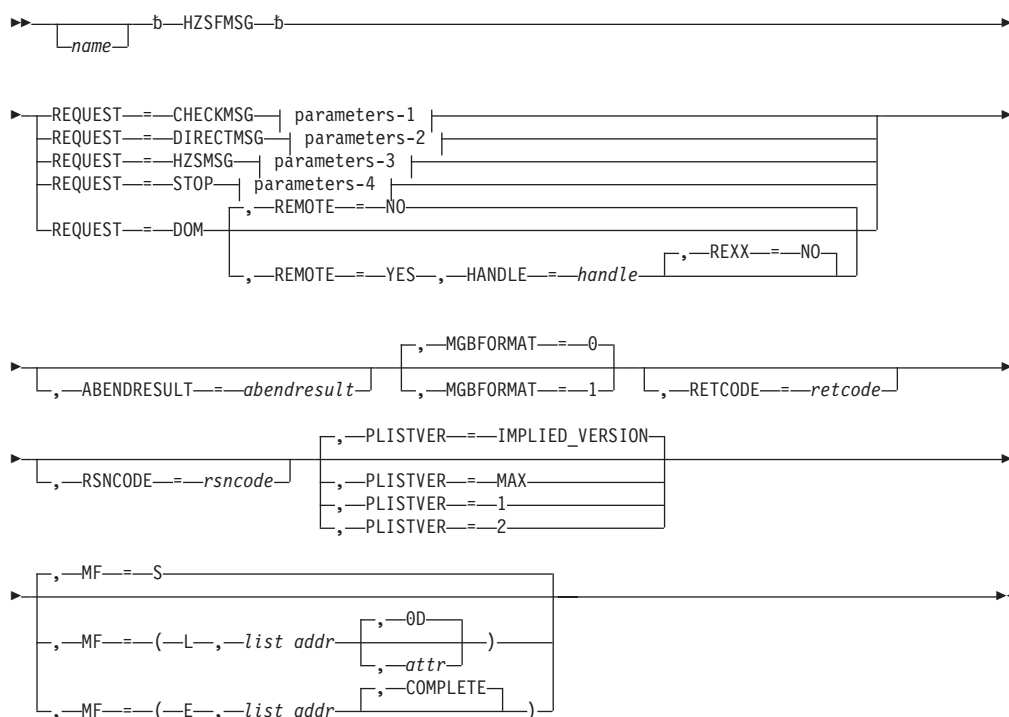 b HZSFMSG b
name
REQUEST = CHECKMSG parameters-1
REQUEST = DIRECTMSG parameters-2
REQUEST = HZSMSG parameters-3
REQUEST = STOP parameters-4
, REMOTE = NO
REQUEST = DOM
, REXX = NO
, REMOTE = YES , HANDLE = handle
, MGBFORMAT = 0
, ABENDRESULT = abendresult , MGBFORMAT = 1 , RETCODE = retcode
, PLISTVER = IMPLIED_VERSION
, RSNCODE = rsncode , PLISTVER = MAX
, PLISTVER = 1
, PLISTVER = 2
, MF = S
, 0D
, MF = ( L , list addr )
, attr
, COMPLETE
, MF = ( E , list addr )